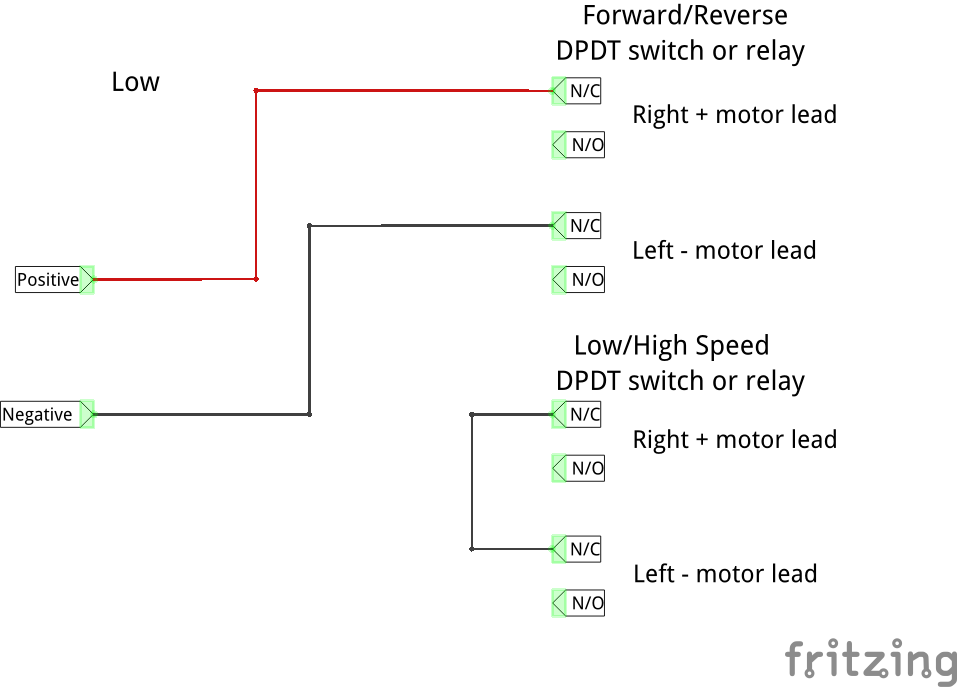 Forward/Reverse
DPDT switch or relay
Low
N/C
Right + motor lead
N/O
N/C
Left - motor lead
Positive
N/O
Low/High Speed
DPDT switch or relay
Negative
N/C
Right + motor lead
N/O
N/C
Left - motor lead
N/O
fritzing